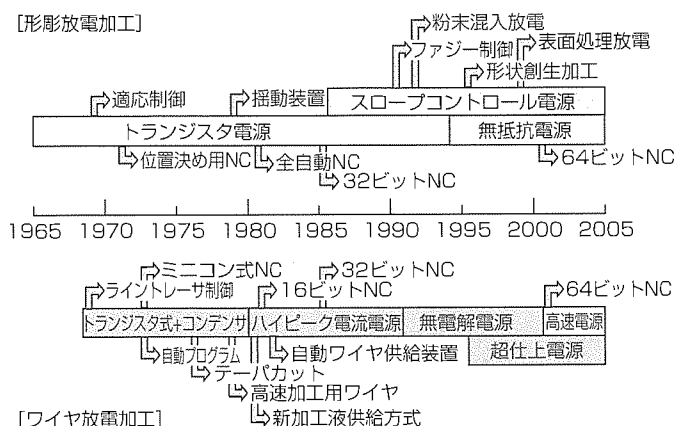 [形彫放電加工]
粉末混入放電
ファジー制御
表面処理放電
形状創生加工
適応制御
揺動装置
スロープコントロール電源
トランジスタ電源
無抵抗電源
位置決め用NC
全自動NC
32ビットNC
64ビットNC
1965 1970 1975 1980 1985 1990 1995 2000 2005
ミニコン式NC
32ビットNC
ライントレーサ制御
16ビットNC
64ビットNC
トランジスタ式+コンデンサ
ハイピーク電流電源
無電解電源
高速電源
自動プログラム
自動ワイヤ供給装置
超仕上電源
テーパカット
高速加工用ワイヤ
[ワイヤ放電加工]
新加工液供給方式